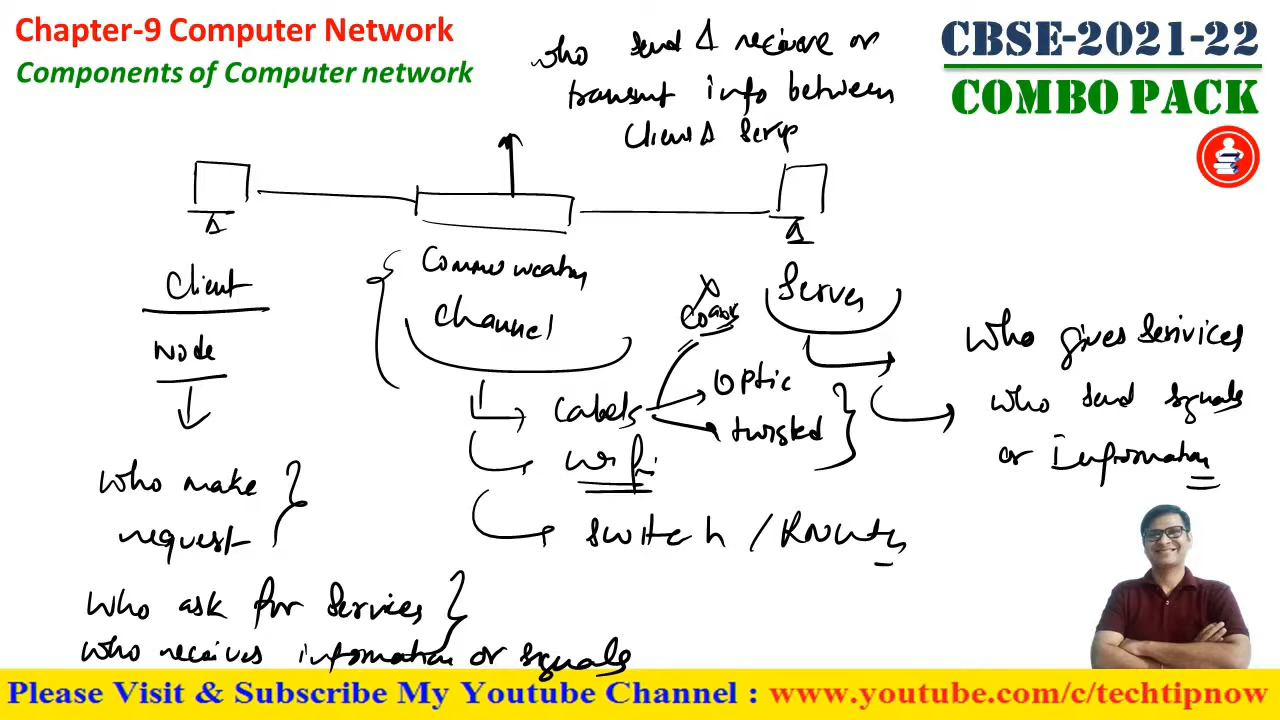 Chapter-9 Computer Network
Components of Computer network
CBSE-2021-22
COMBO PACK
who send & receive or
transmit info between
Client &
Client
Node
Communication
channel
Server
Coaxial
Optic
twisted
Cabels
wifi
Switch / Router
who make
request
who ask for services
who receives information or signals
who gives serivices
who send signals
or information
Please Visit & Subscribe My Youtube Channel : www.youtube.com/c/techtipnow